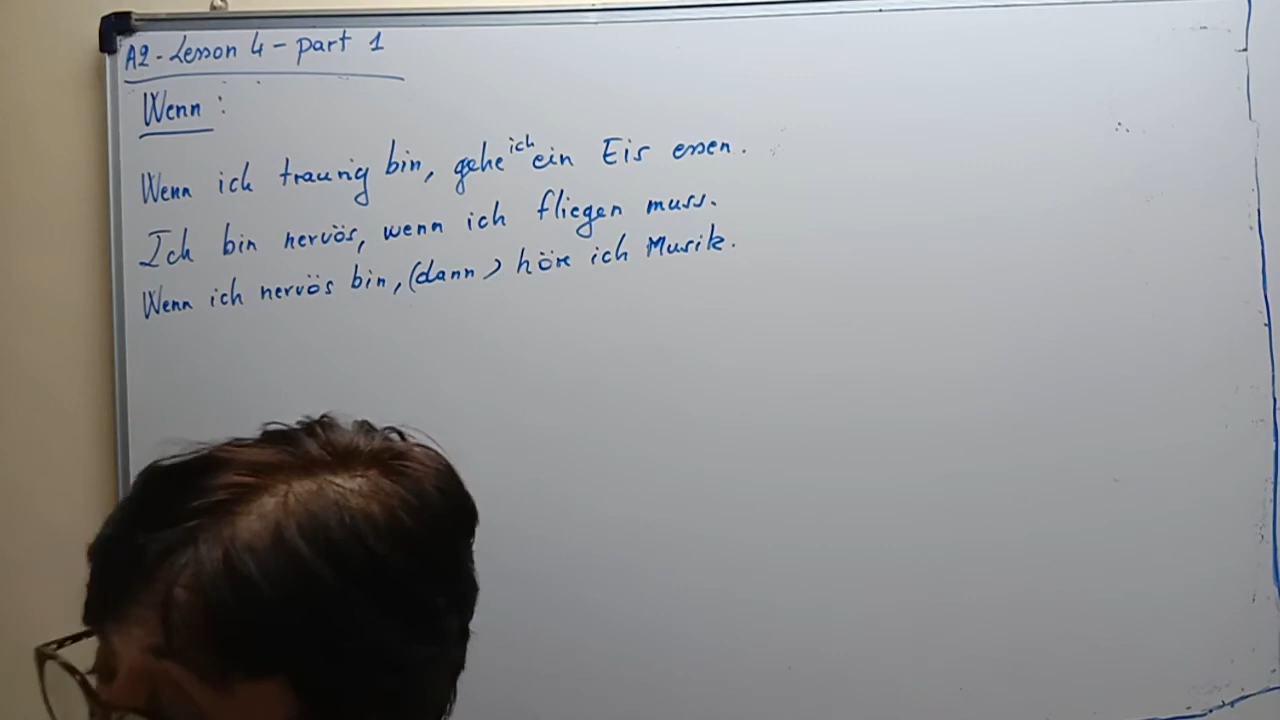 A2 - Lesson 4 - part 1
Wenn :
Wenn ich traurig bin, gehe ich ein Eis essen.
Ich bin nervös, wenn ich fliegen muss.
Wenn ich nervös bin, (dann) höre ich Musik.